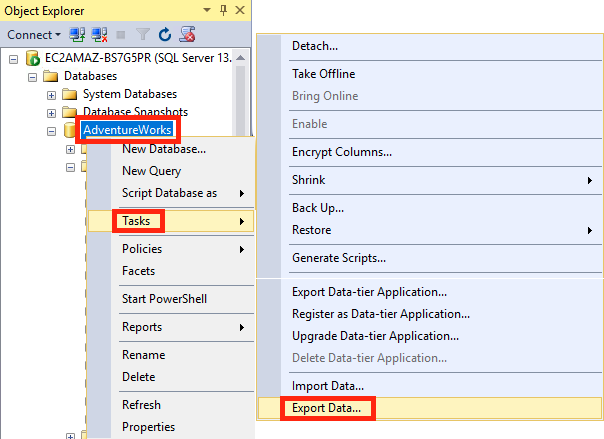 Object Explorer
Connect
EC2AMAZ-BS7G5PR (SQL Server 13.
Databases
System Databases
Database Snapshots
AdventureWorks
New Database...
New Query
Script Database as
Tasks
Policies
Facets
Start PowerShell
Reports
Rename
Delete
Refresh
Properties
Detach...
Take Offline
Bring Online
Enable
Encrypt Columns...
Shrink
Back Up...
Restore
Generate Scripts...
Export Data-tier Application...
Register as Data-tier Application...
Upgrade Data-tier Application...
Delete Data-tier Application...
Import Data...
Export Data...